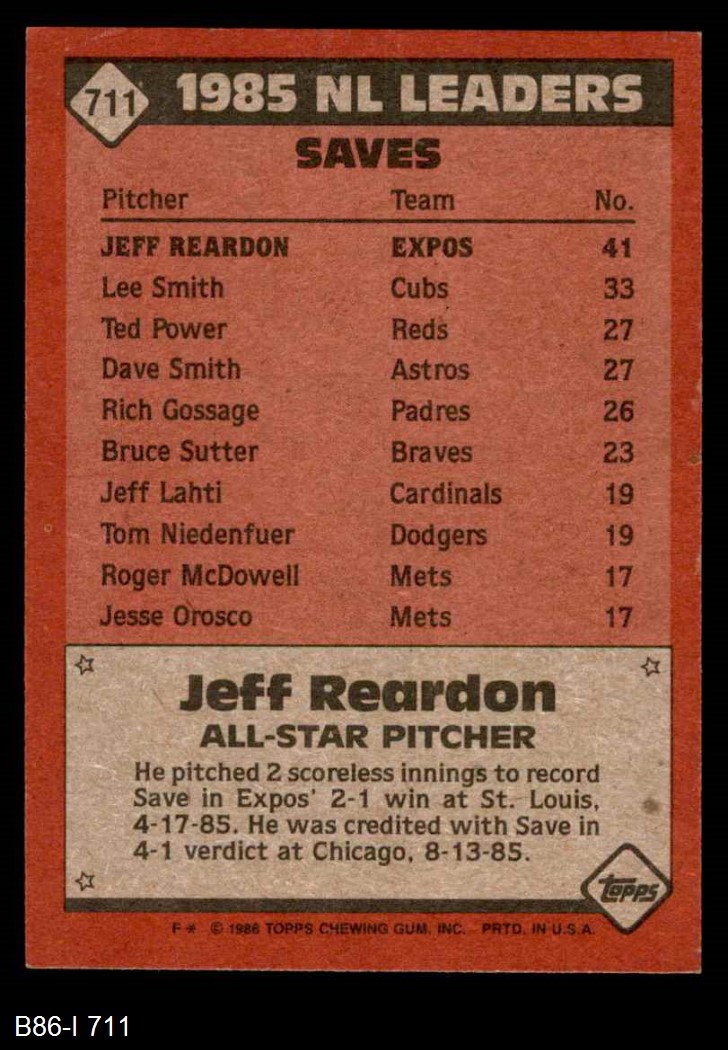 711 1985 NL LEADERS
SAVES
Pitcher Team No.
JEFF REARDON EXPOS 41
Lee Smith Cubs 33
Ted Power Reds 27
Dave Smith Astros 27
Rich Gossage Padres 26
Bruce Sutter Braves 23
Jeff Lahti Cardinals 19
Tom Niedenfuer Dodgers 19
Roger McDowell Mets 17
Jesse Orosco Mets 17
Jeff Reardon
ALL-STAR PITCHER
He pitched 2 scoreless innings to record
Save in Expos' 2-1 win at St. Louis,
4-17-85. He was credited with Save in
4-1 verdict at Chicago, 8-13-85.
topps
F* © 1986 TOPPS CHEWING GUM, INC. PRTD. IN U.S.A.
B86-I 711